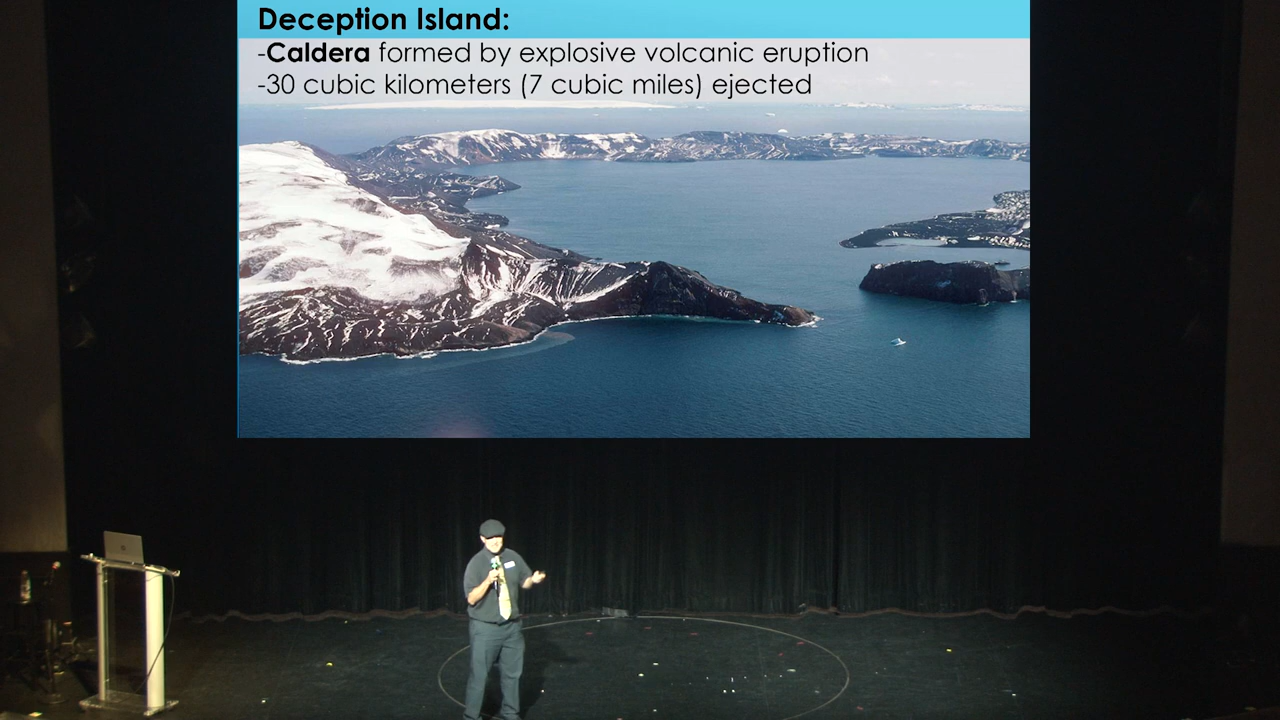 Deception Island:
-Caldera formed by explosive volcanic eruption
-30 cubic kilometers (7 cubic miles) ejected